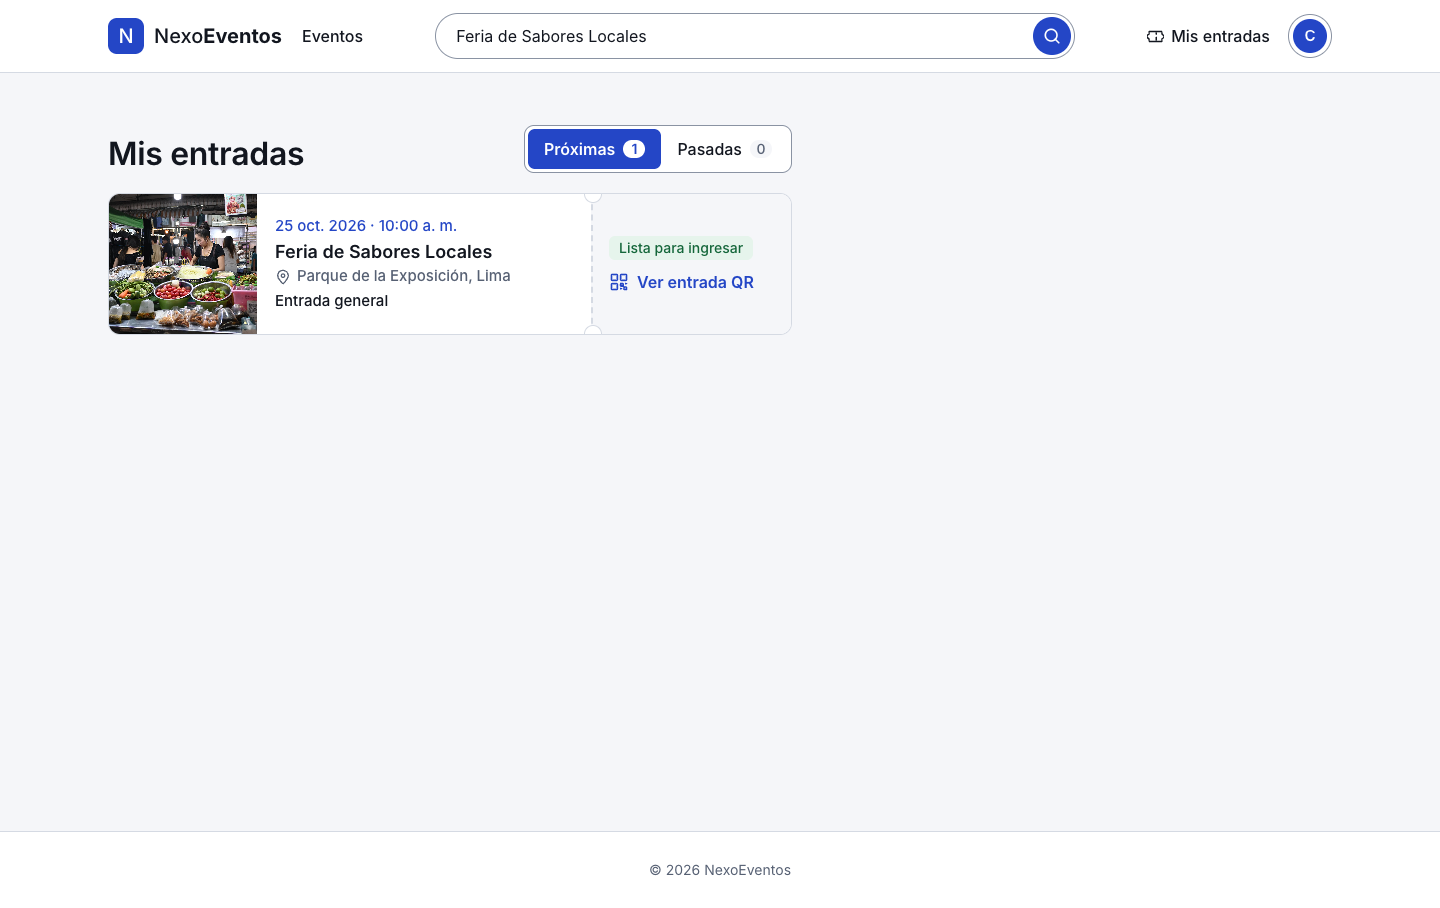 N NexoEventos Eventos Feria de Sabores Locales Mis entradas C
Mis entradas
Próximas 1 Pasadas 0
25 oct. 2026 · 10:00 a. m.
Feria de Sabores Locales
Parque de la Exposición, Lima
Entrada general
Lista para ingresar
Ver entrada QR
© 2026 NexoEventos